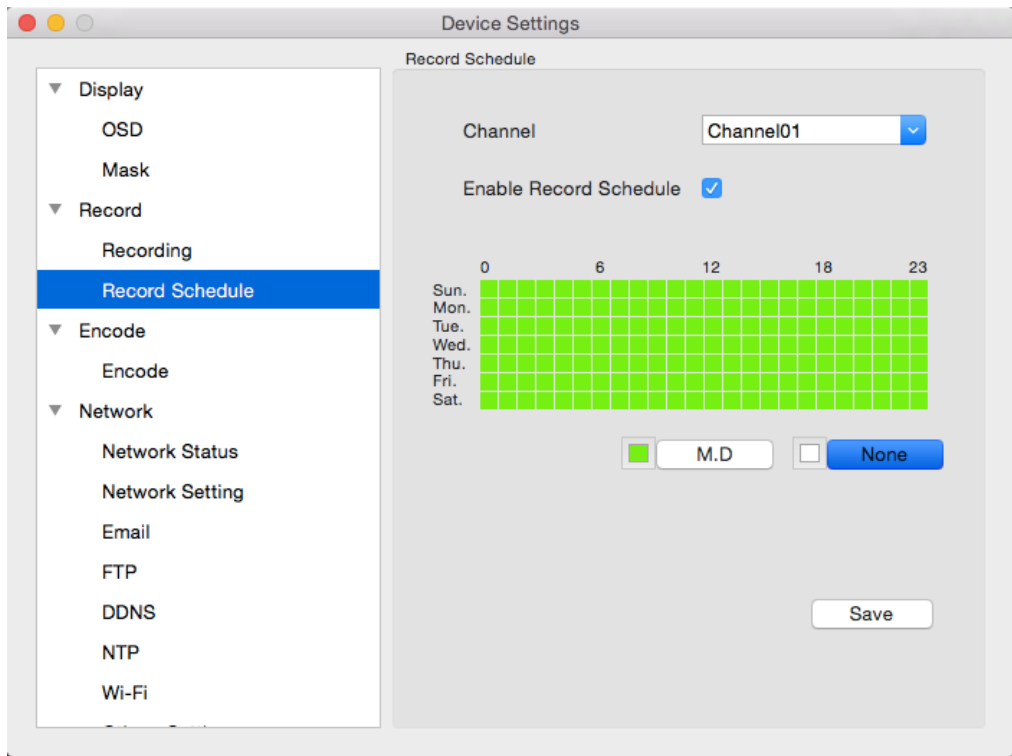 Device Settings
Display
OSD
Mask
Record
Recording
Record Schedule
Encode
Encode
Network
Network Status
Network Setting
Email
FTP
DDNS
NTP
Wi-Fi
Record Schedule
Channel Channel01
Enable Record Schedule
0 6 12 18 23
Sun.
Mon.
Tue.
Wed.
Thu.
Fri.
Sat.
M.D None
Save